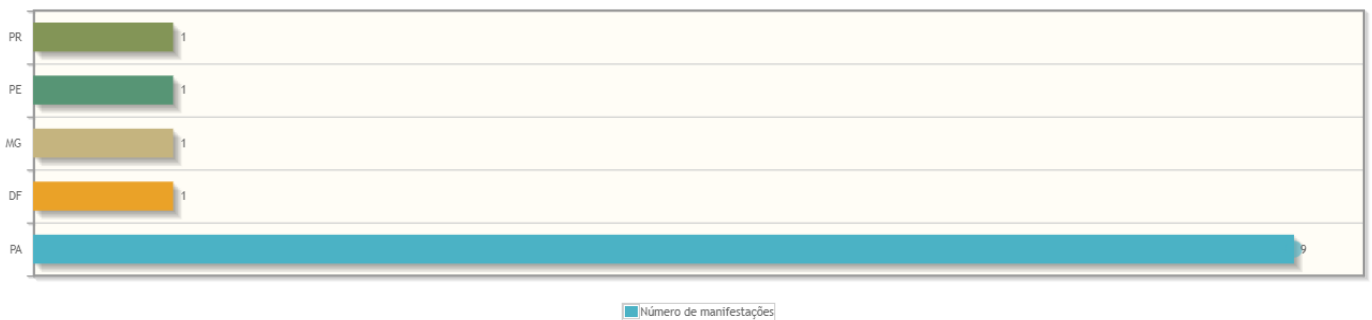 PR 1
PE 1
MG 1
DF 1
PA 9
Número de manifestações